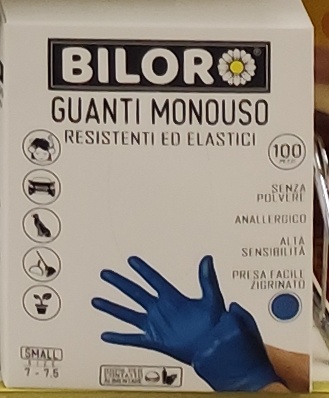 BILORO
GUANTI MONOUSO
RESISTENTI ED ELASTICI
100
PEZZI
SENZA
POLVERE
ANALLERGICO
ALTA
SENSIBILITÀ
PRESA FACILE
ZIGRINATO
SMALL
SIZE
7 - 7.5